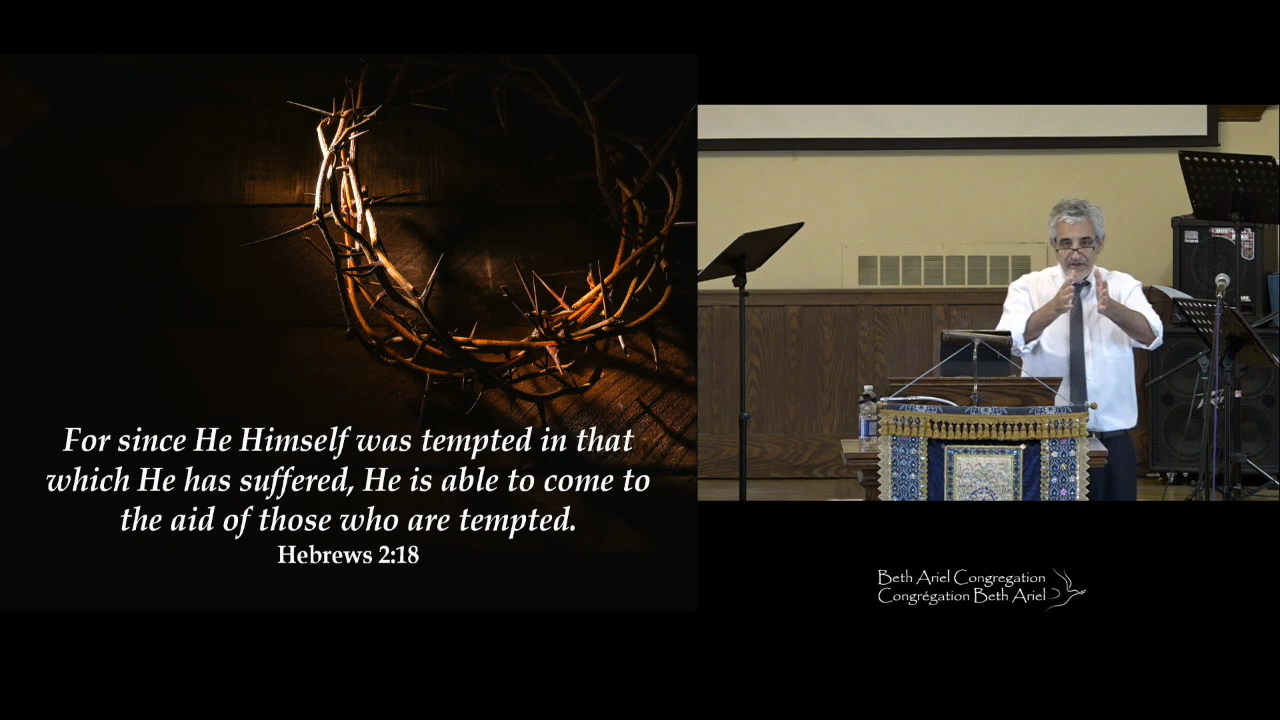 For since He Himself was tempted in that
which He has suffered, He is able to come to
the aid of those who are tempted.
Hebrews 2:18
Beth Ariel Congregation
Congrégation Beth Ariel